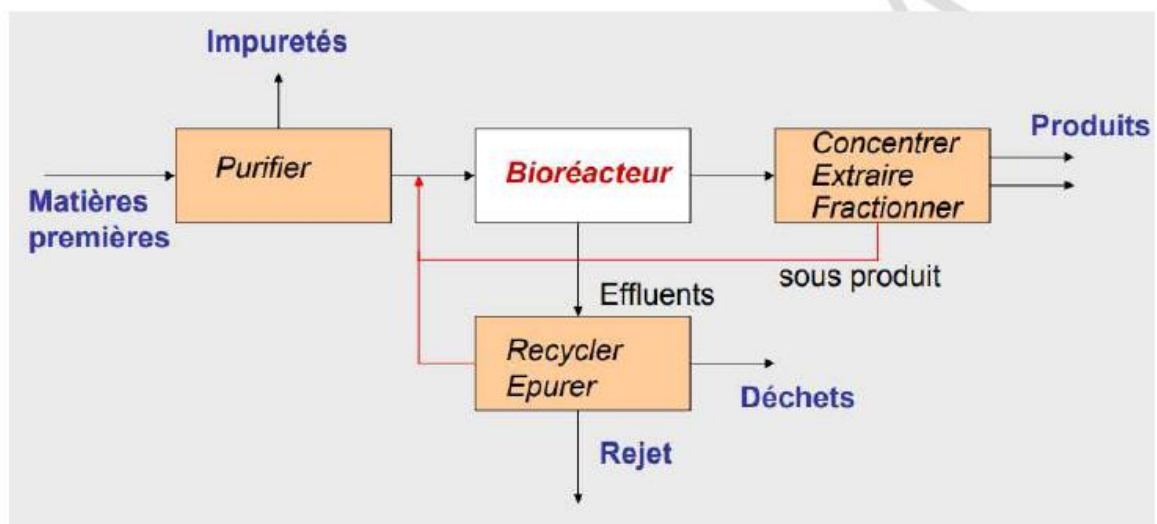 Impuretés
Purifier
Matières
premières
Bioréacteur
Concentrer
Extraire
Fractionner
Produits
sous produit
Effluents
Recycler
Epurer
Déchets
Rejet